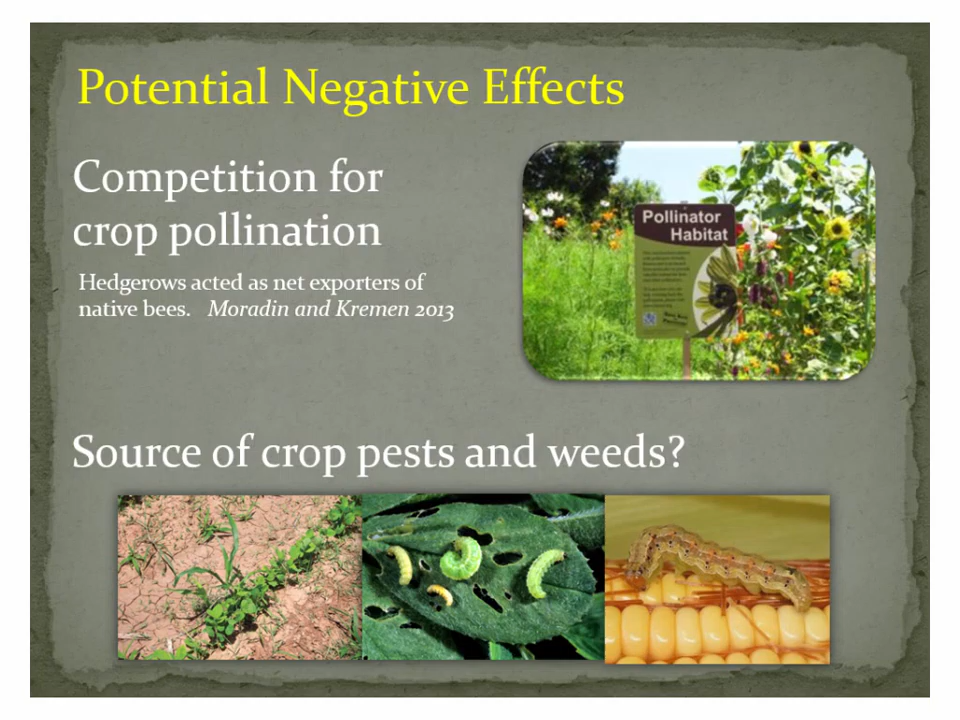 Potential Negative Effects
Competition for
crop pollination
Hedgerows acted as net exporters of
native bees. Moradin and Kremen 2013
Pollinator
Habitat
Source of crop pests and weeds?